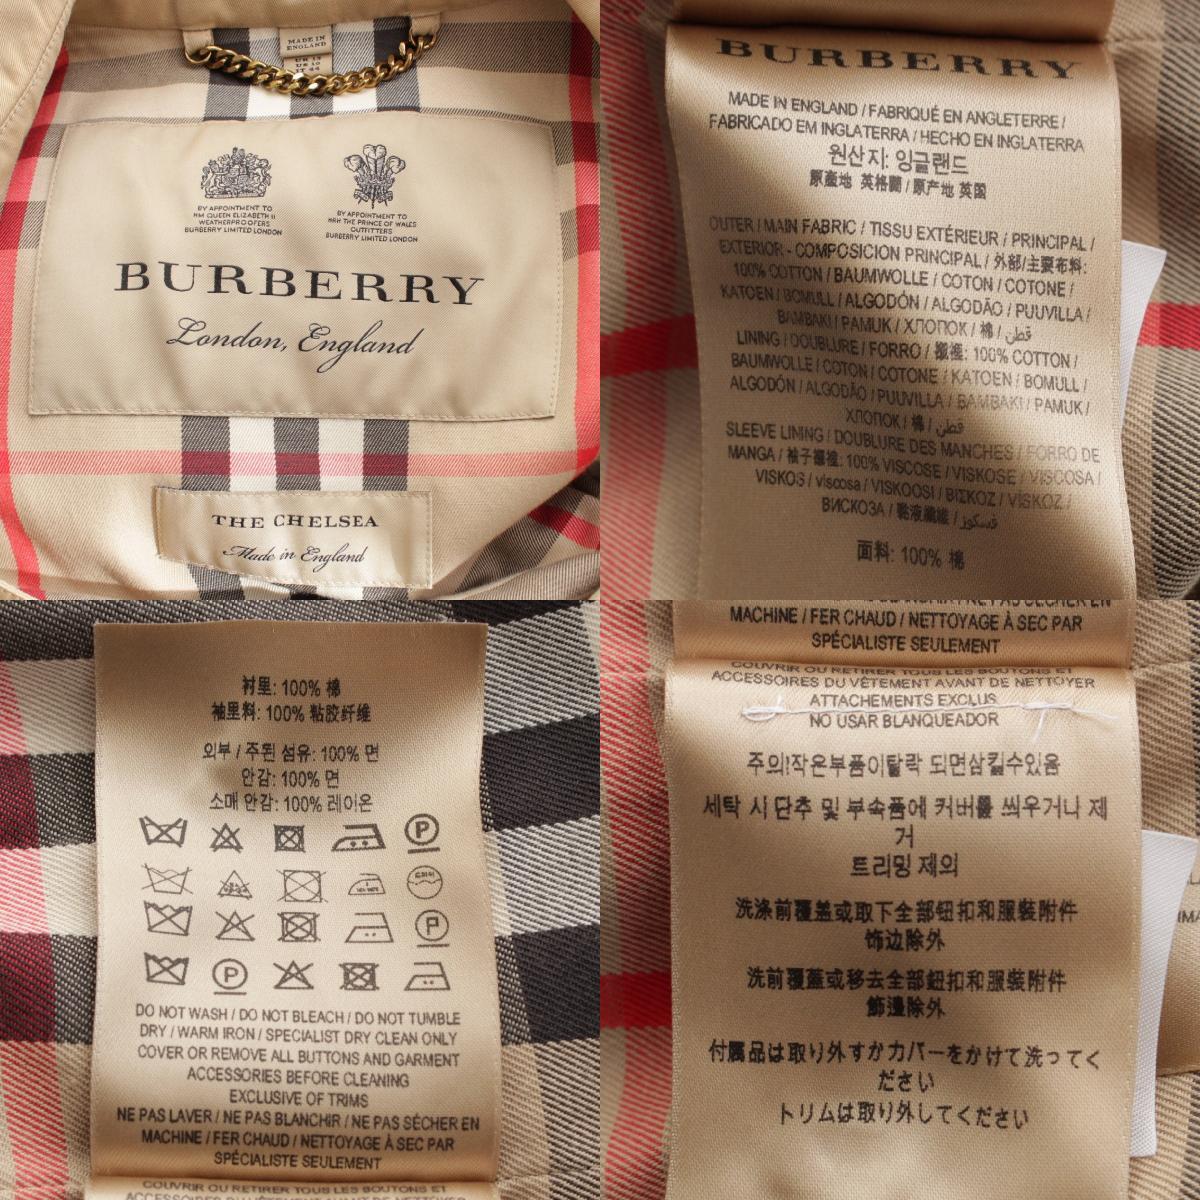 MADE IN
ENGLAND
US 10
BY APPOINTMENT TO
HM QUEEN ELIZABETH II
WEATHERPROOFERS
BURBERRY LIMITED LONDON
BY APPOINTMENT TO
HRH THE PRINCE OF WALES
OUTFITTERS
BURBERRY LIMITED LONDON
BURBERRY
London, England
THE CHELSEA
Made in England
BURBERRY
MADE IN ENGLAND / FABRIQUÉ EN ANGLETERRE /
FABRICADO EM INGLATERRA / HECHO EN INGLATERRA
원산지: 잉글랜드
原產地 英格蘭 / 原产地 英国
OUTER / MAIN FABRIC / TISSU EXTÉRIEUR / PRINCIPAL /
EXTERIOR - COMPOSICION PRINCIPAL / 外部/主要布料:
100% COTTON / BAUMWOLLE / COTON / COTONE /
KATOEN / BOMULL / ALGODÓN / ALGODÃO / PUUVILLA /
BAMBAKI / PAMUK / ХЛОПОК / 棉 / قطن
LINING / DOUBLURE / FORRO / 襯裡: 100% COTTON /
BAUMWOLLE / COTON / COTONE / KATOEN / BOMULL /
ALGODÓN / ALGODÃO / PUUVILLA / BAMBAKI / PAMUK /
ХЛОПОК / 棉 / قطن
SLEEVE LINING / DOUBLURE DES MANCHES / FORRO DE
MANGA / 袖子襯裡: 100% VISCOSE / VISKOSE / VISCOSA /
VISKOS / viscosa / VISKOOSI / ΒΙΣΚΟΖ / VİSKOZ /
ВИСКОЗА / 黏液纖維 / فسكوز
面料: 100% 棉
衬里: 100% 棉
袖里料: 100% 粘胶纤维
외부 / 주된 섬유: 100% 면
안감: 100% 면
소매 안감: 100% 레이온
P
드라이
P
P
DO NOT WASH / DO NOT BLEACH / DO NOT TUMBLE
DRY / WARM IRON / SPECIALIST DRY CLEAN ONLY
COVER OR REMOVE ALL BUTTONS AND GARMENT
ACCESSORIES BEFORE CLEANING
EXCLUSIVE OF TRIMS
NE PAS LAVER / NE PAS BLANCHIR / NE PAS SÉCHER EN
MACHINE / FER CHAUD / NETTOYAGE À SEC PAR
SPÉCIALISTE SEULEMENT
COUVRIR OU RETIRER TOUS LES BOUTONS ET
MACHINE / FER CHAUD / NETTOYAGE À SEC PAR
SPÉCIALISTE SEULEMENT
COUVRIR OU RETIRER TOUS LES BOUTONS ET
ACCESSOIRES DU VÊTEMENT AVANT DE NETTOYER
ATTACHEMENTS EXCLUS
NO USAR BLANQUEADOR
주의!작은부품이탈락 되면삼킬수있음
세탁 시 단추 및 부속품에 커버를 씌우거나 제
거
트리밍 제외
洗涤前覆盖或取下全部钮扣和服装附件
饰边除外
洗前覆蓋或移去全部鈕扣和服裝附件
飾邊除外
付属品は取り外すかカバーをかけて洗ってく
ださい
トリムは取り外してください